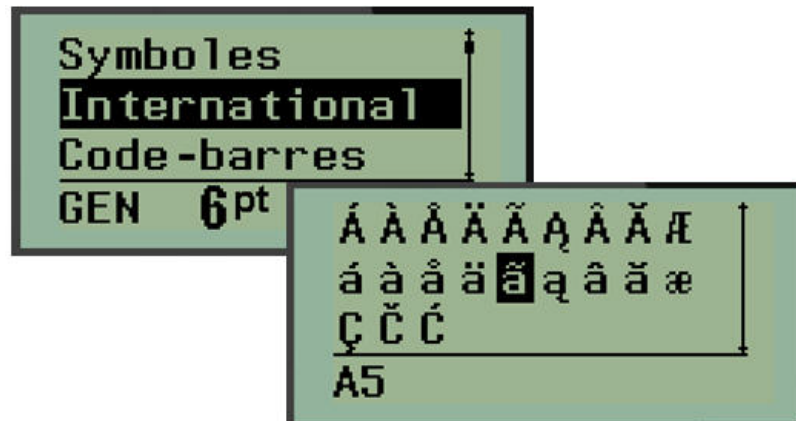 Symboles
International
Code-barres
GEN 6pt
Á À Å Ä Ã Ą Â Ă Æ
á à å ä ã ą â ă æ
Ç Č Ć
A5